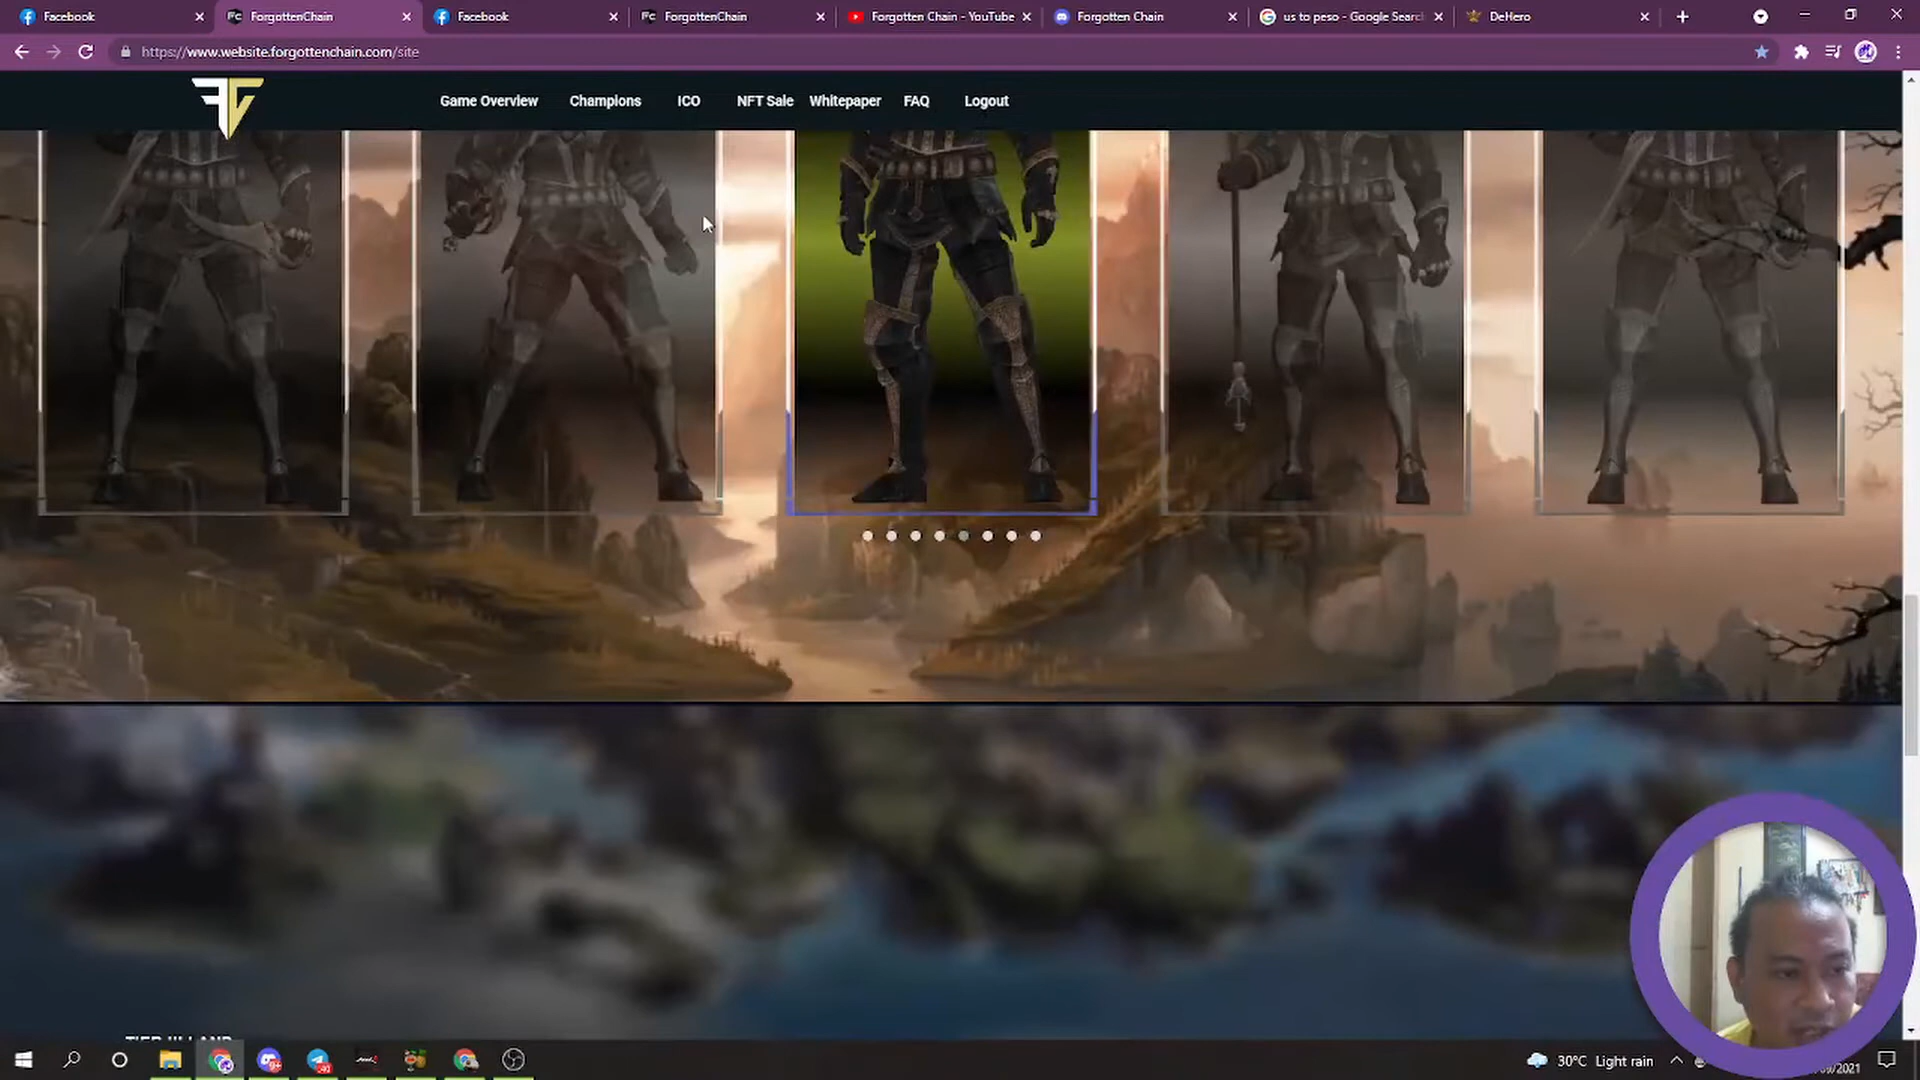 Facebook
ForgottenChain
Facebook
ForgottenChain
Forgotten Chain - YouTube
Forgotten Chain
us to peso - Google Searc
DeHero
https://www.website.forgottenchain.com/site
Game Overview
Champions
ICO
NFT Sale
Whitepaper
FAQ
Logout
30°C Light rain